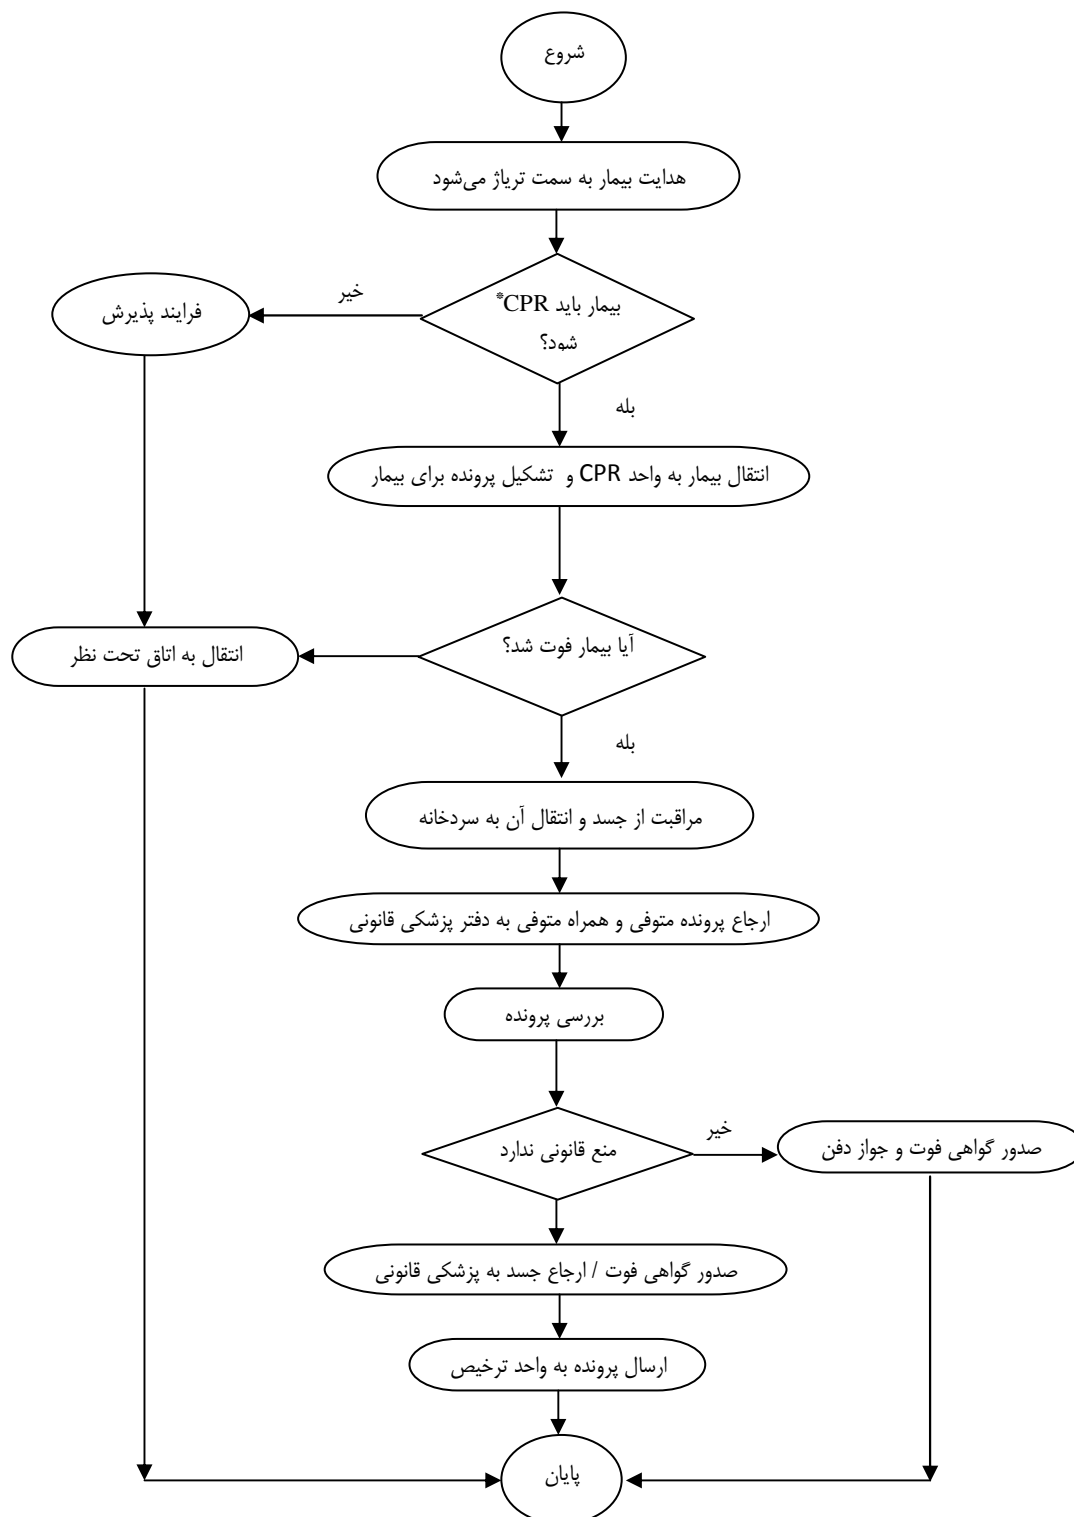 شروع
هدایت بیمار به سمت تریاژ می‌شود
بیمار باید CPR*
شود؟
خیر
فرایند پذیرش
بله
انتقال بیمار به واحد CPR و تشکیل پرونده برای بیمار
آیا بیمار فوت شد؟
انتقال به اتاق تحت نظر
بله
مراقبت از جسد و انتقال آن به سردخانه
ارجاع پرونده متوفی و همراه متوفی به دفتر پزشکی قانونی
بررسی پرونده
منع قانونی ندارد
خیر
صدور گواهی فوت و جواز دفن
صدور گواهی فوت / ارجاع جسد به پزشکی قانونی
ارسال پرونده به واحد ترخیص
پایان